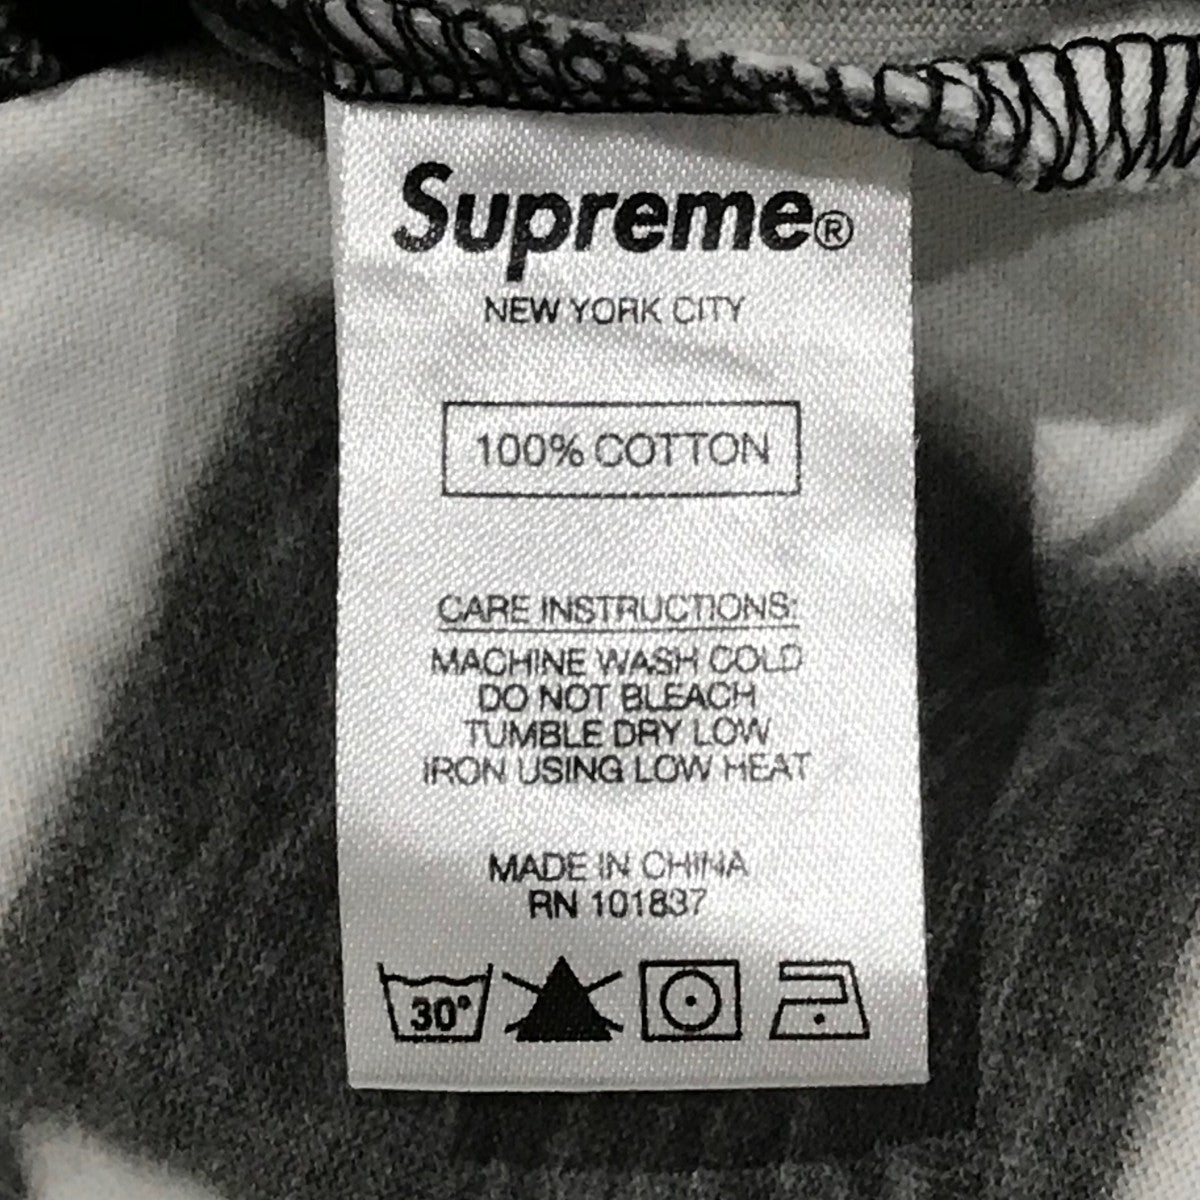 Supreme®
NEW YORK CITY
100% COTTON
CARE INSTRUCTIONS:
MACHINE WASH COLD
DO NOT BLEACH
TUMBLE DRY LOW
IRON USING LOW HEAT
MADE IN CHINA
RN 101837
30°